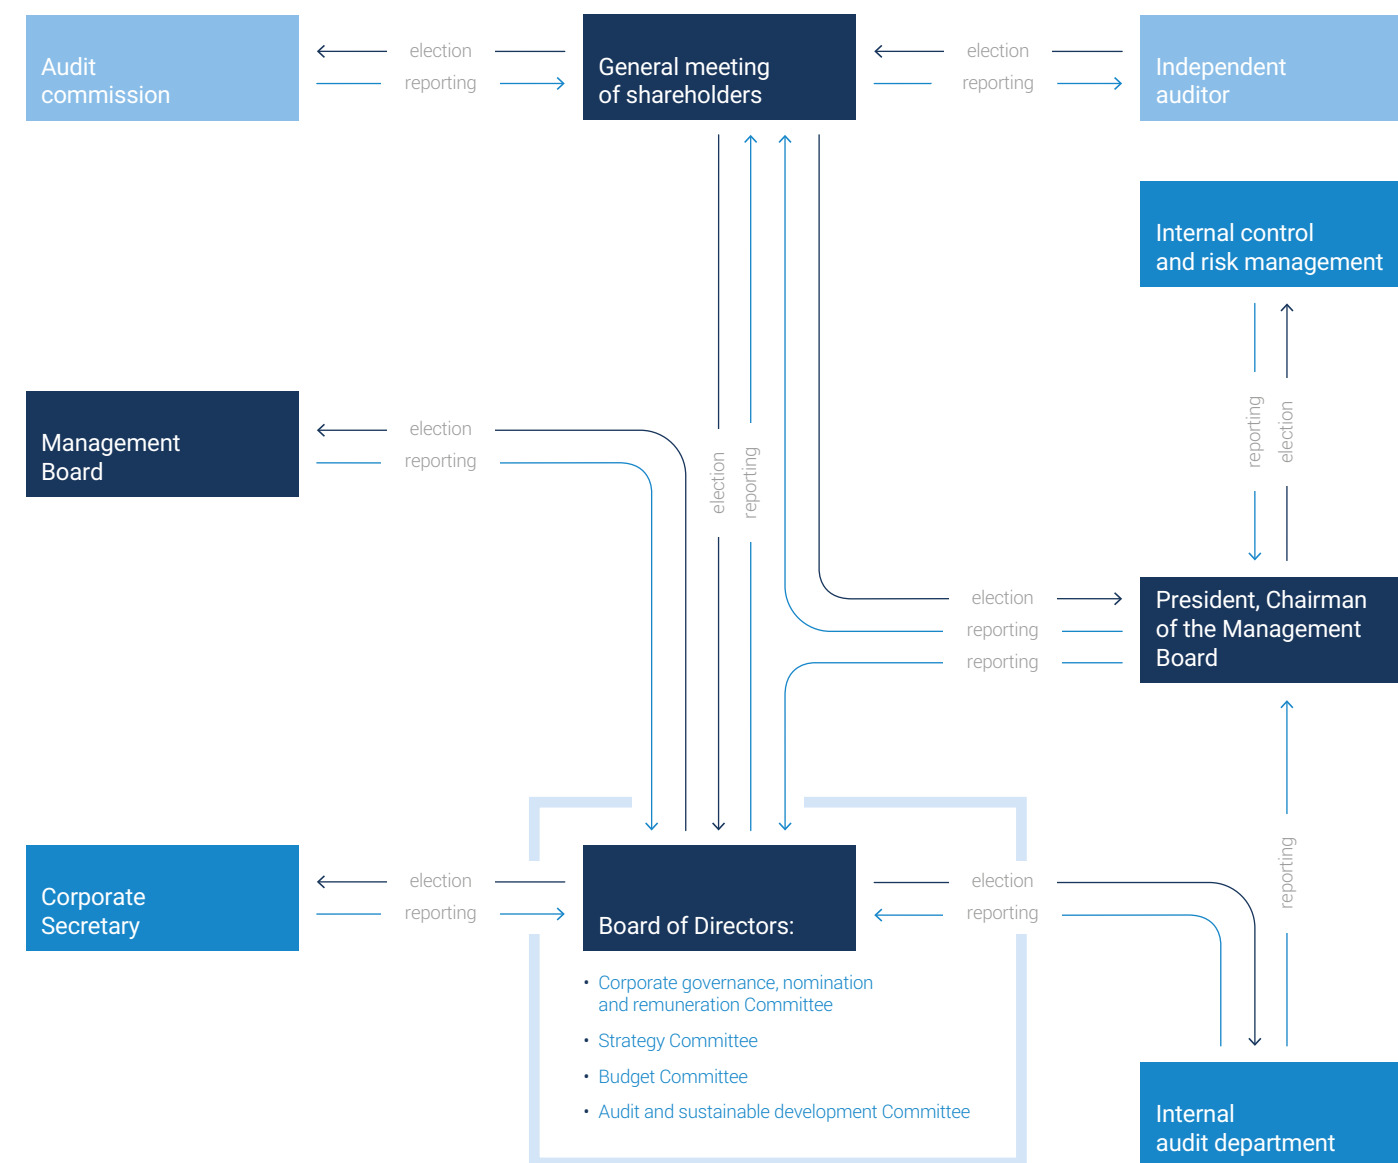 Audit
commission
election
reporting
General meeting
of shareholders
election
reporting
Independent
auditor
Internal control
and risk management
reporting
election
Management
Board
election
reporting
election
reporting
election
reporting
reporting
President, Chairman
of the Management
Board
reporting
Corporate
Secretary
election
reporting
Board of Directors:
election
reporting
• Corporate governance, nomination
and remuneration Committee
• Strategy Committee
• Budget Committee
• Audit and sustainable development Committee
Internal
audit department